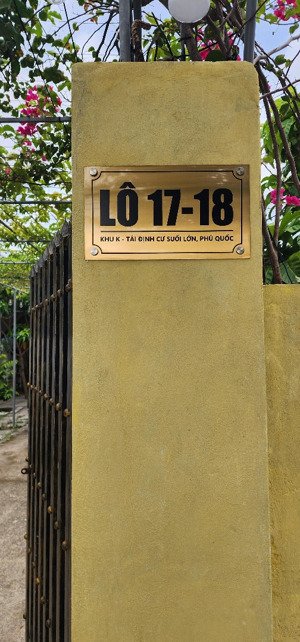 LÔ 17-18
KHU K - TÁI ĐỊNH CƯ SUỐI LỚN, PHÚ QUỐC